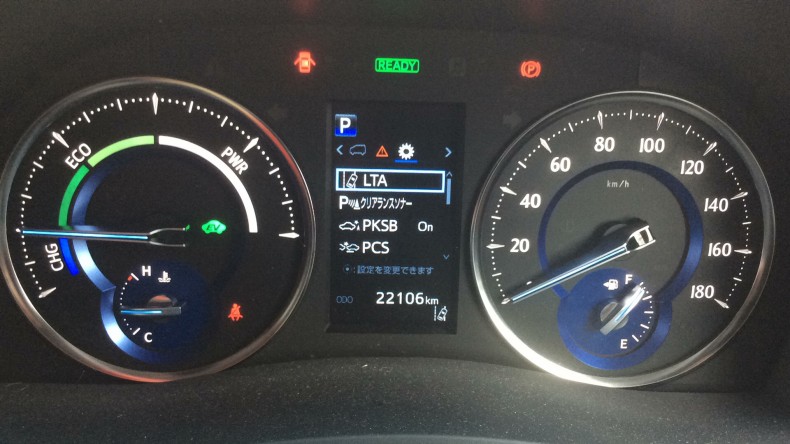 READY
P
P
ECO
PWR
CHG
EV
H
C
LTA
クリアランスソナー
PKSB On
PCS
:設定を変更できます
ODO 22106km
20
40
60
80
100
120
140
160
180
km/h
F
E